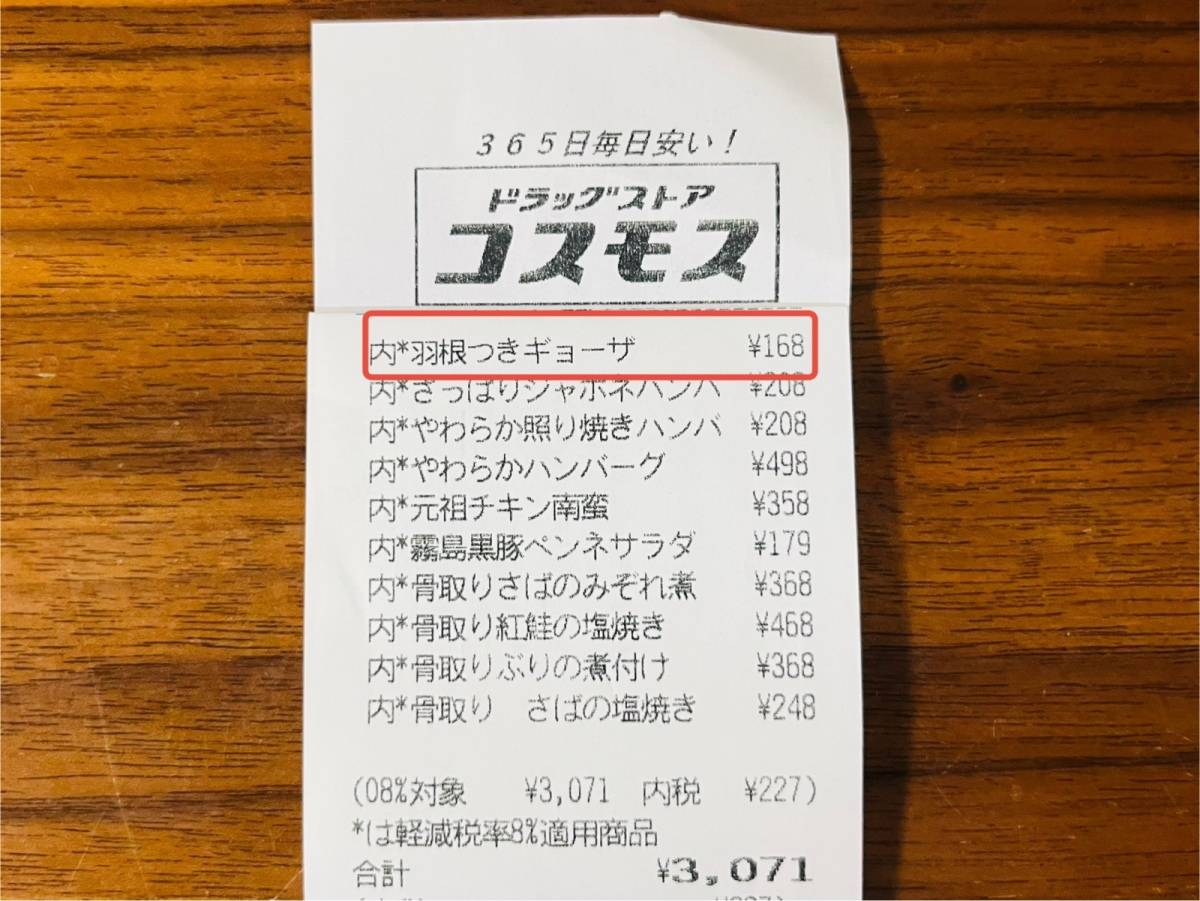 365日毎日安い!
ドラッグストア
コスモス
内*羽根つきギョーザ ¥168
内*さっぱりジャポネハンバ ¥208
内*やわらか照り焼きハンバ ¥208
内*やわらかハンバーグ ¥498
内*元祖チキン南蛮 ¥358
内*霧島黒豚ペンネサラダ ¥179
内*骨取りさばのみぞれ煮 ¥368
内*骨取り紅鮭の塩焼き ¥468
内*骨取りぶりの煮付け ¥368
内*骨取り さばの塩焼き ¥248
(08%対象 ¥3,071 内税 ¥227)
*は軽減税率8%適用商品
合計 ¥3,071